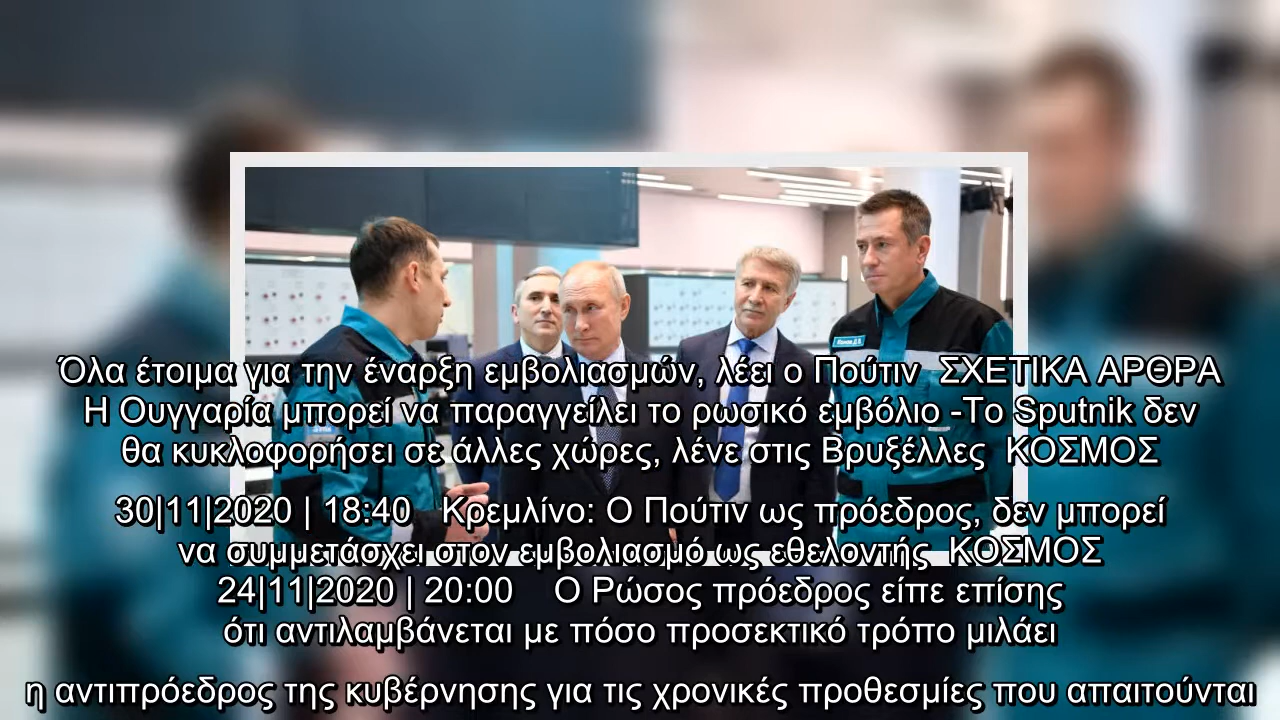 Όλα έτοιμα για την έναρξη εμβολιασμών, λέει ο Πούτιν  ΣΧΕΤΙΚΑ ΑΡΘΡΑ
Η Ουγγαρία μπορεί να παραγγείλει το ρωσικό εμβόλιο -Το Sputnik δεν
θα κυκλοφορήσει σε άλλες χώρες, λένε στις Βρυξέλλες  ΚΟΣΜΟΣ
30|11|2020 | 18:40   Κρεμλίνο: Ο Πούτιν ως πρόεδρος, δεν μπορεί
να συμμετάσχει στον εμβολιασμό ως εθελοντής  ΚΟΣΜΟΣ
24|11|2020 | 20:00    Ο Ρώσος πρόεδρος είπε επίσης
ότι αντιλαμβάνεται με πόσο προσεκτικό τρόπο μιλάει
η αντιπρόεδρος της κυβέρνησης για τις χρονικές προθεσμίες που απαιτούνται